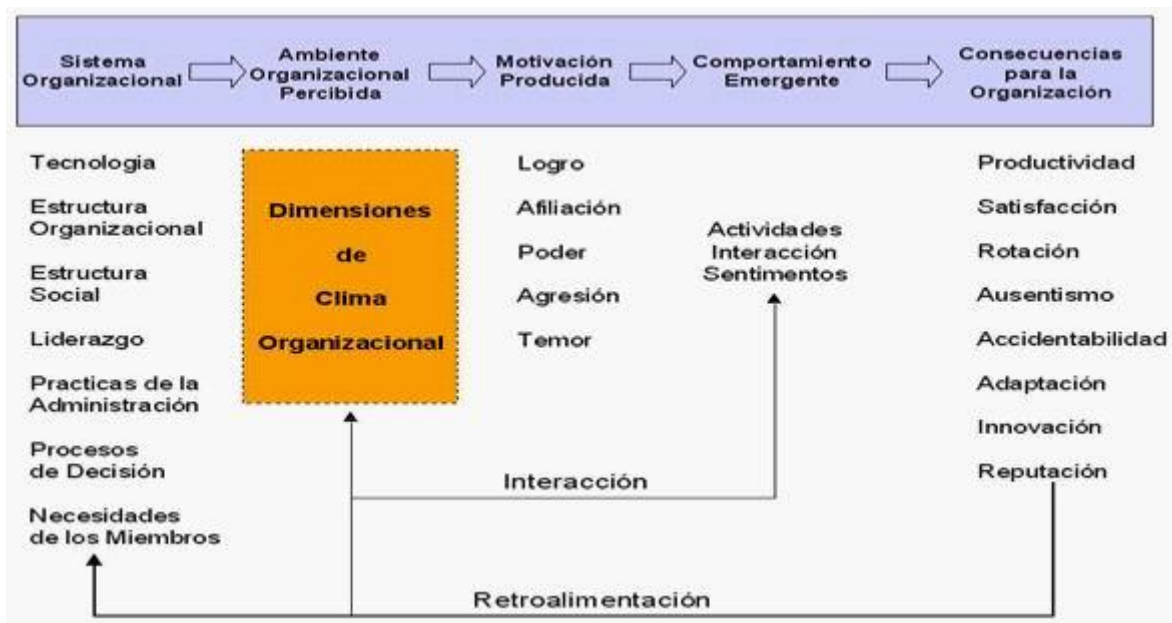 Sistema
Organizacional
Ambiente
Organizacional
Percibida
Motivación
Producida
Comportamiento
Emergente
Consecuencias
para la
Organización
Tecnologia
Estructura
Organizacional
Estructura
Social
Liderazgo
Practicas de la
Administración
Procesos
de Decisión
Necesidades
de los Miembros
Dimensiones
de
Clima
Organizacional
Logro
Afiliación
Poder
Agresión
Temor
Actividades
Interacción
Sentimentos
Productividad
Satisfacción
Rotación
Ausentismo
Accidentabilidad
Adaptación
Innovación
Reputación
Interacción
Retroalimentación